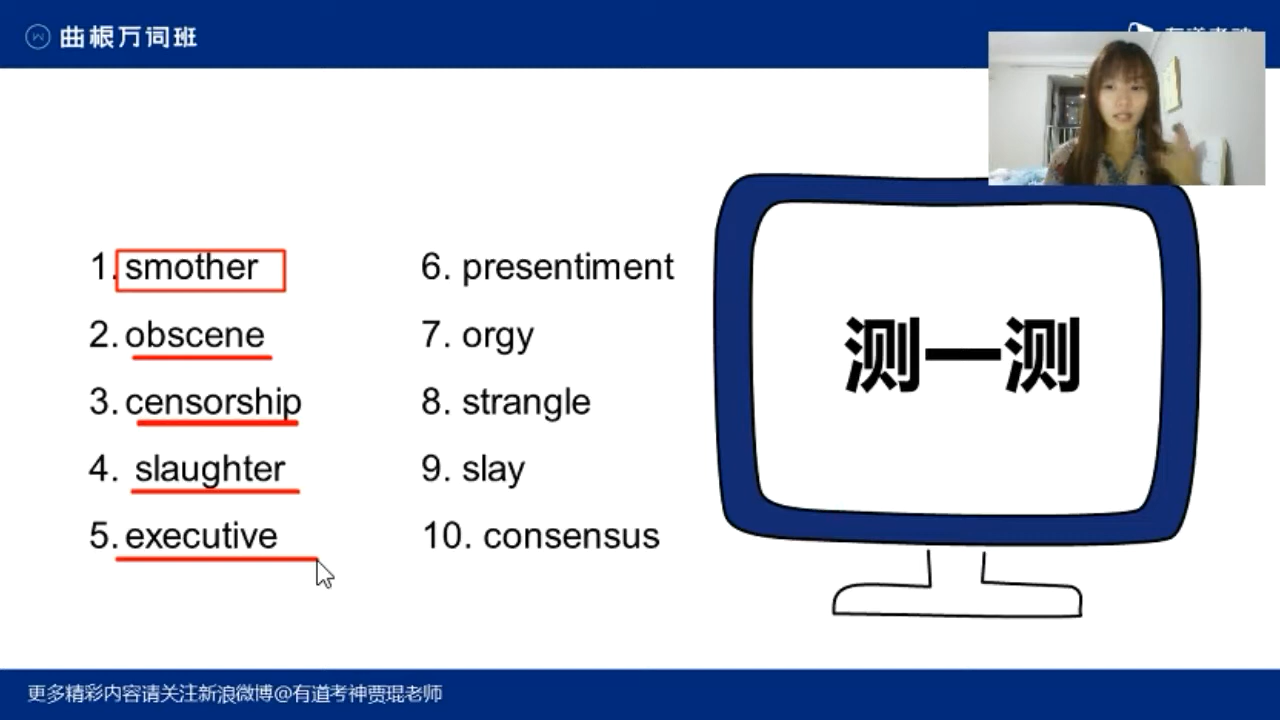 曲根万词班
1. smother
2. obscene
3. censorship
4. slaughter
5. executive
6. presentiment
7. orgy
8. strangle
9. slay
10. consensus
测一测
更多精彩内容请关注新浪微博@有道考神贾琨老师